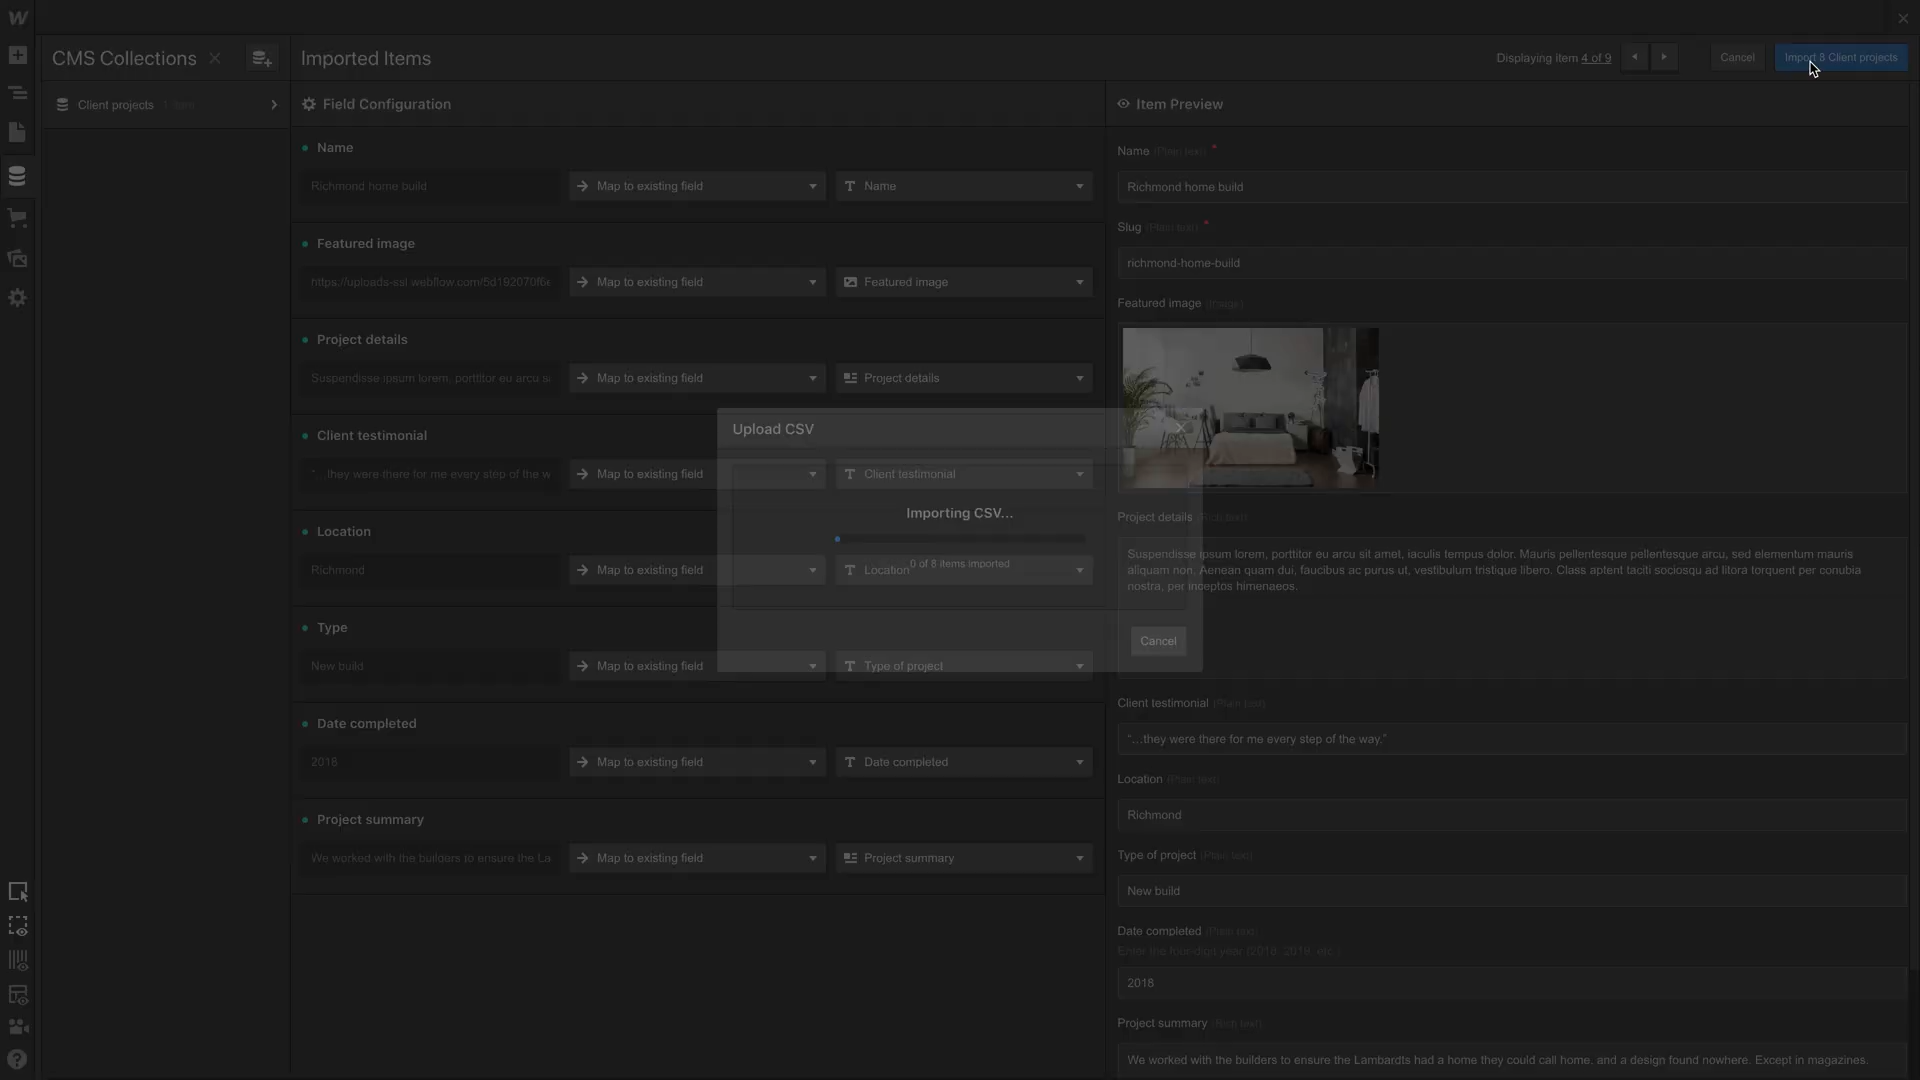 CMS Collections
Client projects 1 item
Imported Items
Displaying item 4 of 9
Cancel
Import 8 Client projects
Field Configuration
Name
Richmond home build
Map to existing field
Name
Featured image
https://uploads-ssl.webflow.com/5d192070f6e
Map to existing field
Featured image
Project details
Suspendisse ipsum lorem, porttitor eu arcu si
Map to existing field
Project details
Client testimonial
"…they were there for me every step of the w
Map to existing field
Client testimonial
Location
Richmond
Map to existing field
Location
Type
New build
Map to existing field
Type of project
Date completed
2018
Map to existing field
Date completed
Project summary
We worked with the builders to ensure the La
Map to existing field
Project summary
Upload CSV
Importing CSV...
0 of 8 items imported
Cancel
Item Preview
Name (Plain text) *
Richmond home build
Slug (Plain text) *
richmond-home-build
Featured image (Image)
Project details (Rich text)
Suspendisse ipsum lorem, porttitor eu arcu sit amet, iaculis tempus dolor. Mauris pellentesque pellentesque arcu, sed elementum mauris
aliquam non. Aenean quam dui, faucibus ac purus ut, vestibulum tristique libero. Class aptent taciti sociosqu ad litora torquent per conubia
nostra, per inceptos himenaeos.
Client testimonial (Plain text)
"…they were there for me every step of the way."
Location (Plain text)
Richmond
Type of project (Plain text)
New build
Date completed (Plain text)
Enter the four-digit year (2018, 2019, etc.)
2018
Project summary (Rich text)
We worked with the builders to ensure the Lambardts had a home they could call home, and a design found nowhere. Except in magazines.